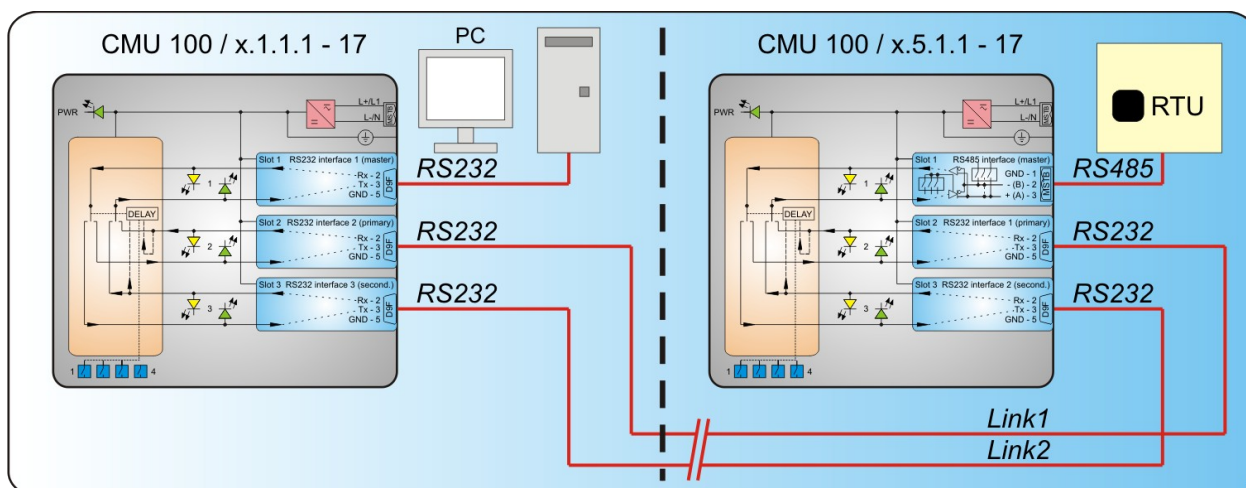 CMU 100 / x.1.1.1 - 17
PC
CMU 100 / x.5.1.1 - 17
RTU
PWR
L+/L1
L-/N
MSTB
Slot 1 RS232 interface 1 (master)
Rx - 2
Tx - 3
GND - 5
D9F
1
RS232
DELAY
Slot 2 RS232 interface 2 (primary)
Rx - 2
Tx - 3
GND - 5
D9F
2
RS232
Slot 3 RS232 interface 3 (second.)
Rx - 2
Tx - 3
GND - 5
D9F
3
RS232
1 4
PWR
L+/L1
L-/N
MSTB
Slot 1 RS485 interface (master)
GND - 1
- (B) - 2
+ (A) - 3
MSTB
1
RS485
DELAY
Slot 2 RS232 interface 1 (primary)
Rx - 2
Tx - 3
GND - 5
D9F
2
RS232
Slot 3 RS232 interface 2 (second.)
Rx - 2
Tx - 3
GND - 5
D9F
3
RS232
1 4
Link1
Link2